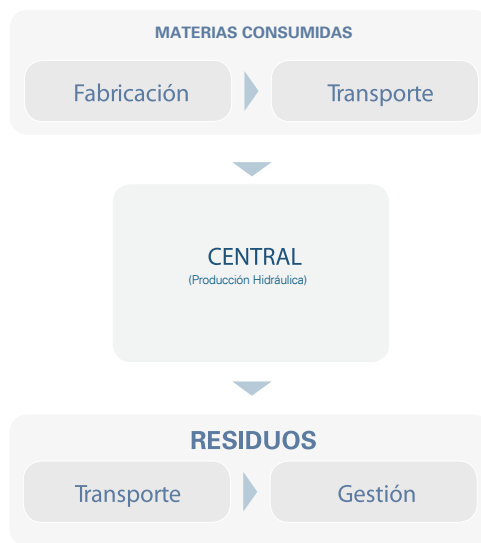 MATERIAS CONSUMIDAS
Fabricación
Transporte
CENTRAL
(Producción Hidráulica)
RESIDUOS
Transporte
Gestión